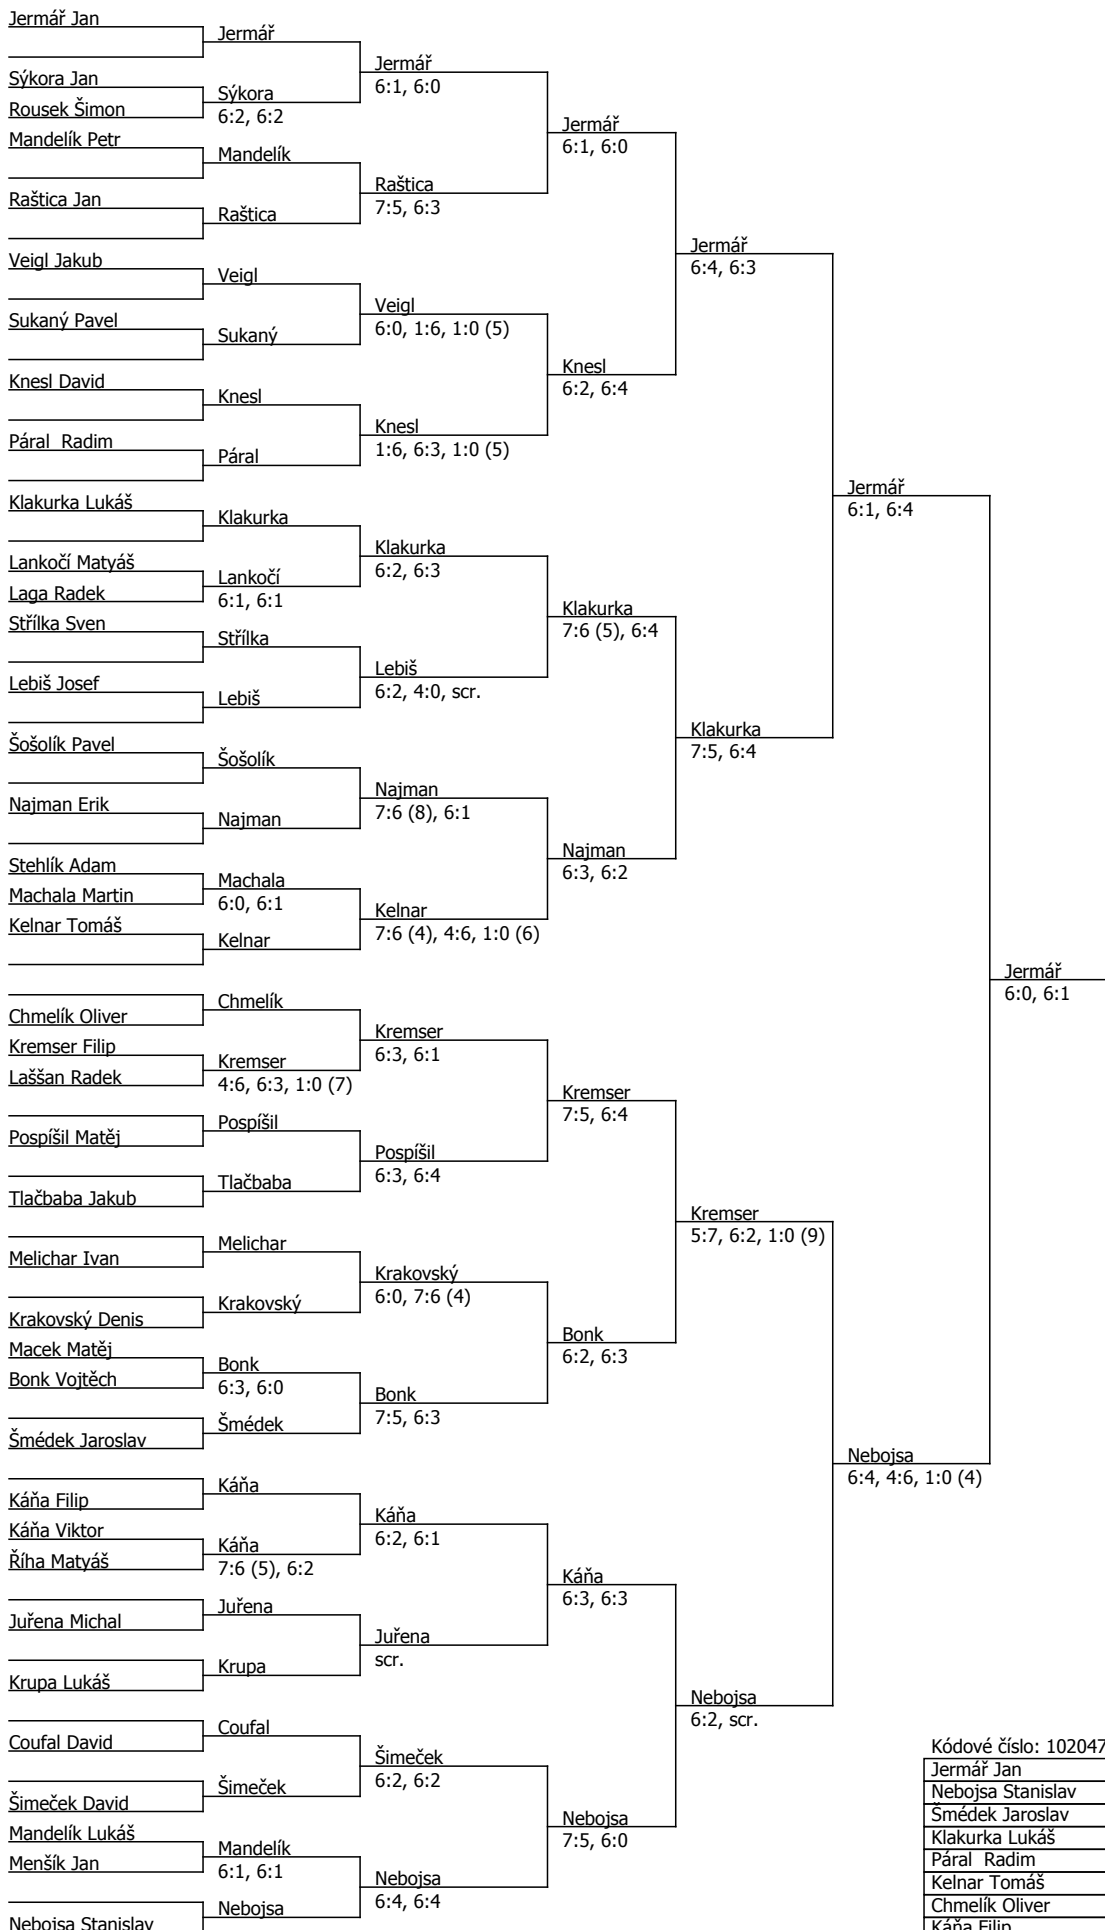 Jermář Jan
Jermář
Jermář
6:1, 6:0
Sýkora Jan
Sýkora
Rousek Šimon
6:2, 6:2
Jermář
6:1, 6:0
Mandelík Petr
Mandelík
Raštica
7:5, 6:3
Raštica Jan
Raštica
Jermář
6:4, 6:3
Veigl Jakub
Veigl
Veigl
6:0, 1:6, 1:0 (5)
Sukaný Pavel
Sukaný
Knesl
6:2, 6:4
Knesl David
Knesl
Knesl
1:6, 6:3, 1:0 (5)
Páral  Radim
Páral
Jermář
6:1, 6:4
Klakurka Lukáš
Klakurka
Klakurka
6:2, 6:3
Lankočí Matyáš
Lankočí
Laga Radek
6:1, 6:1
Klakurka
7:6 (5), 6:4
Střílka Sven
Střílka
Lebiš
6:2, 4:0, scr.
Lebiš Josef
Lebiš
Klakurka
7:5, 6:4
Šošolík Pavel
Šošolík
Najman
7:6 (8), 6:1
Najman Erik
Najman
Najman
6:3, 6:2
Stehlík Adam
Machala
Machala Martin
6:0, 6:1
Kelnar
7:6 (4), 4:6, 1:0 (6)
Kelnar Tomáš
Kelnar
Jermář
6:0, 6:1
Chmelík
Chmelík Oliver
Kremser
6:3, 6:1
Kremser Filip
Kremser
Laššan Radek
4:6, 6:3, 1:0 (7)
Kremser
7:5, 6:4
Pospíšil
Pospíšil Matěj
Pospíšil
6:3, 6:4
Tlačbaba
Tlačbaba Jakub
Kremser
5:7, 6:2, 1:0 (9)
Melichar
Melichar Ivan
Krakovský
6:0, 7:6 (4)
Krakovský
Krakovský Denis
Bonk
6:2, 6:3
Macek Matěj
Bonk
Bonk Vojtěch
6:3, 6:0
Bonk
7:5, 6:3
Šmédek
Šmédek Jaroslav
Nebojsa
6:4, 4:6, 1:0 (4)
Káňa
Káňa Filip
Káňa
6:2, 6:1
Káňa Viktor
Káňa
Říha Matyáš
7:6 (5), 6:2
Káňa
6:3, 6:3
Juřena
Juřena Michal
Juřena
scr.
Krupa
Krupa Lukáš
Nebojsa
6:2, scr.
Coufal
Coufal David
Šimeček
6:2, 6:2
Šimeček
Šimeček David
Nebojsa
7:5, 6:0
Mandelík Lukáš
Mandelík
Menšík Jan
6:1, 6:1
Nebojsa
6:4, 6:4
Nebojsa
Nebojsa Stanislav
Kódové číslo: 102047
Jermář Jan
Nebojsa Stanislav
Šmédek Jaroslav
Klakurka Lukáš
Páral  Radim
Kelnar Tomáš
Chmelík Oliver
Káňa Filip